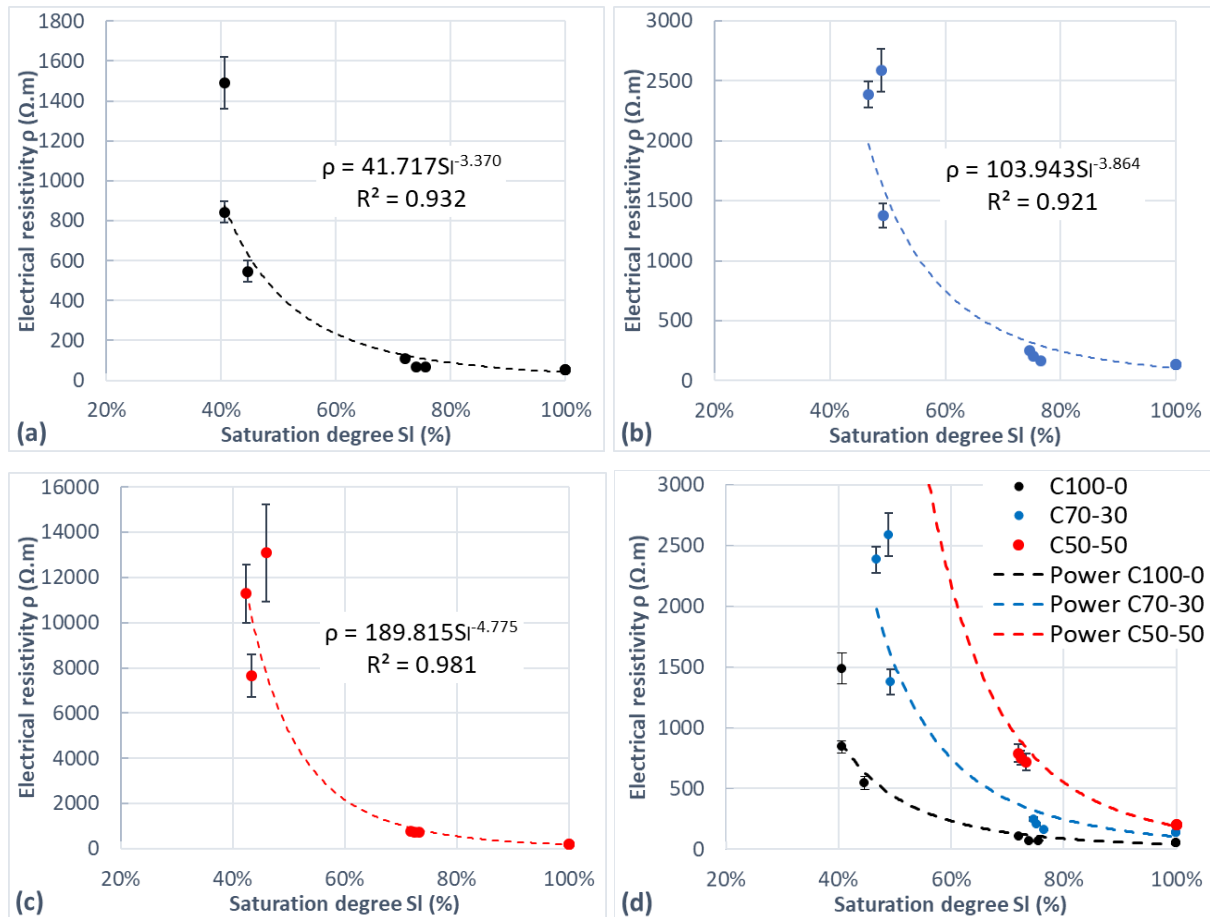 Electrical resistivity ρ (Ω.m)
1800
1600
1400
1200
1000
800
600
400
200
0
ρ = 41.717Sl^-3.370
R² = 0.932
20%
40%
60%
80%
100%
(a)
Saturation degree Sl (%)
Electrical resistivity ρ (Ω.m)
3000
2500
2000
1500
1000
500
0
ρ = 103.943Sl^-3.864
R² = 0.921
20%
40%
60%
80%
100%
(b)
Saturation degree Sl (%)
Electrical resistivity ρ (Ω.m)
16000
14000
12000
10000
8000
6000
4000
2000
0
ρ = 189.815Sl^-4.775
R² = 0.981
20%
40%
60%
80%
100%
(c)
Saturation degree Sl (%)
Electrical resistivity ρ (Ω.m)
3000
2500
2000
1500
1000
500
0
C100-0
C70-30
C50-50
Power C100-0
Power C70-30
Power C50-50
20%
40%
60%
80%
100%
(d)
Saturation degree Sl (%)